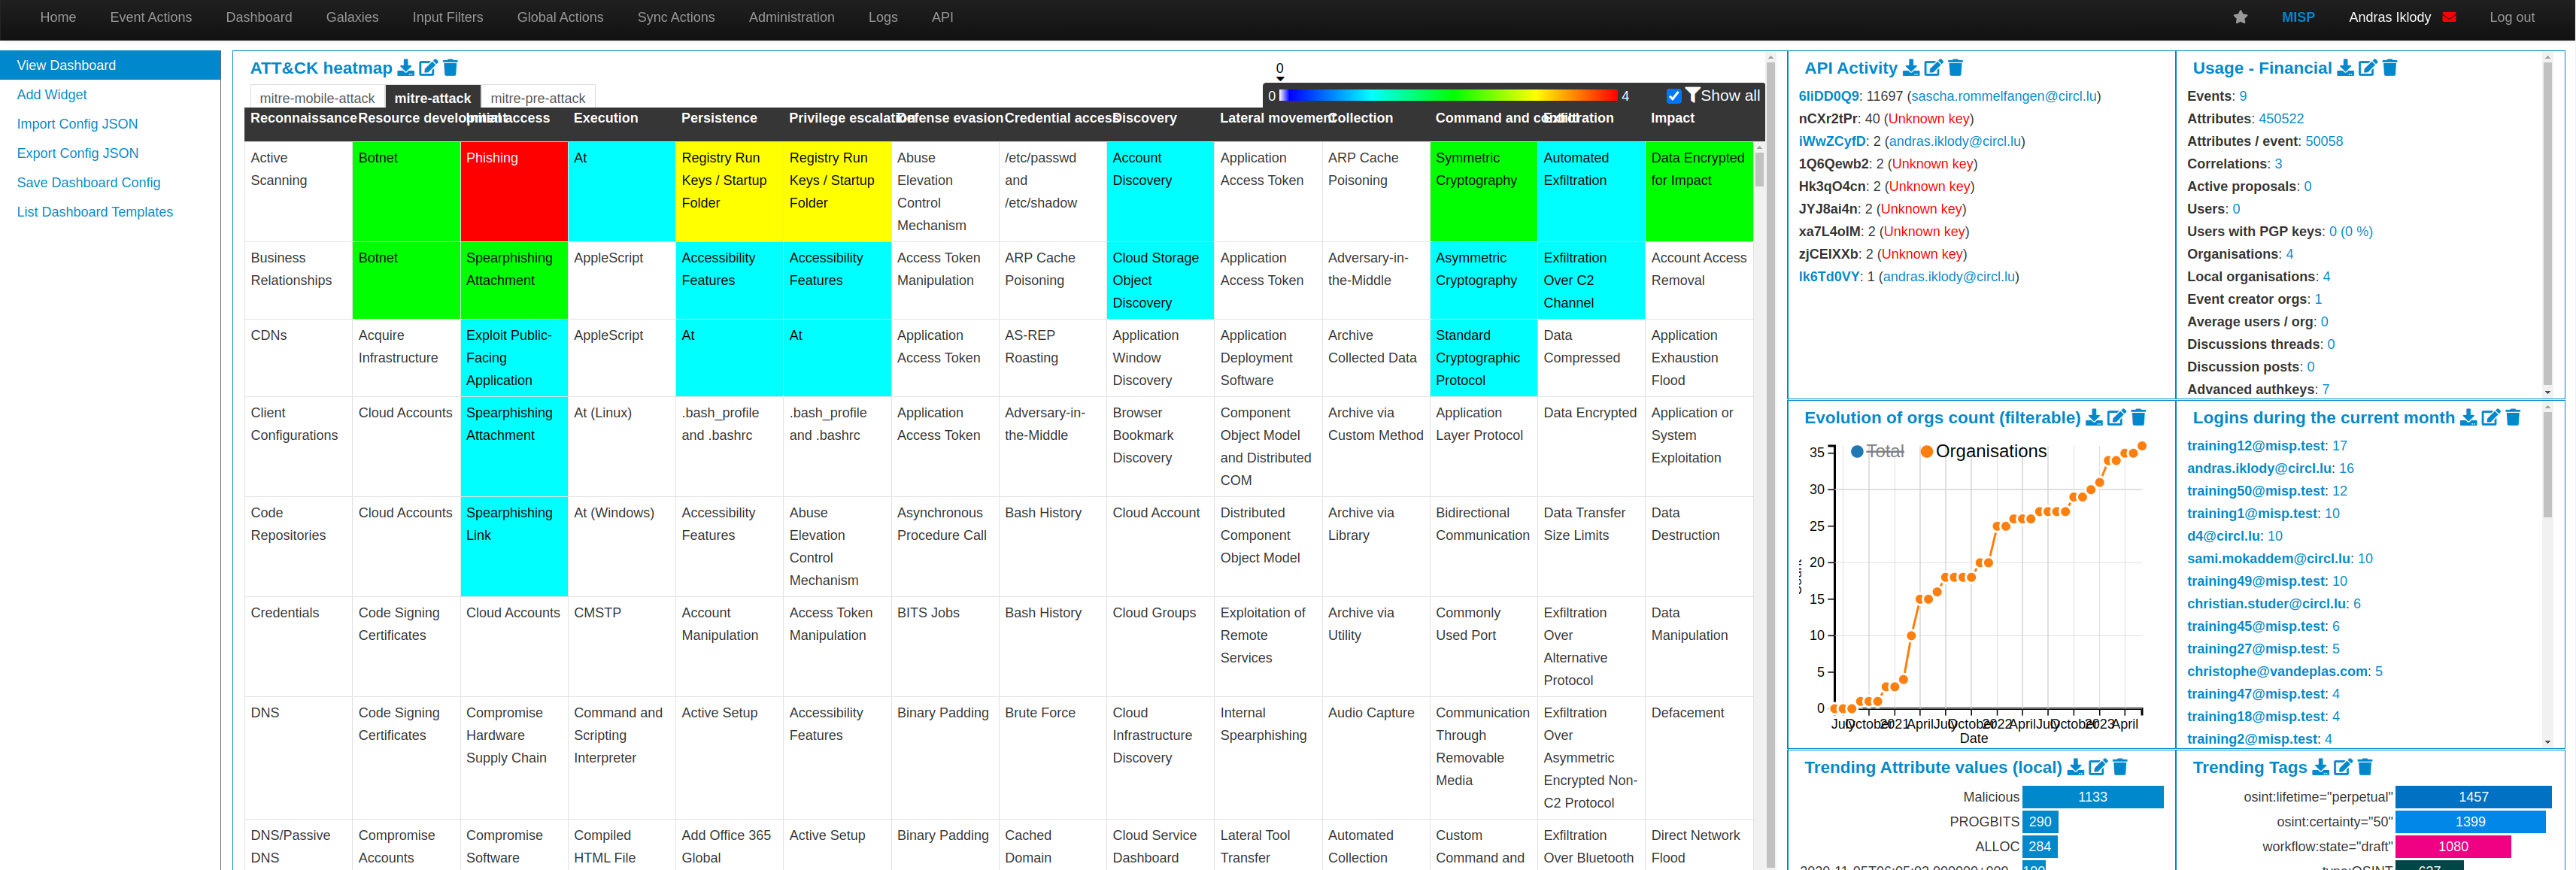 Home Event Actions Dashboard Galaxies Input Filters Global Actions Sync Actions Administration Logs API MISP Andras Iklody Log out
View Dashboard
Add Widget
Import Config JSON
Export Config JSON
Save Dashboard Config
List Dashboard Templates
ATT&CK heatmap
0
mitre-mobile-attack mitre-attack mitre-pre-attack
0 4 Show all
Reconnaissance Resource development Initial access Execution Persistence Privilege escalation Defense evasion Credential access Discovery Lateral movement Collection Command and control Exfiltration Impact
Active Scanning Botnet Phishing At Registry Run Keys / Startup Folder Registry Run Keys / Startup Folder Abuse Elevation Control Mechanism /etc/passwd and /etc/shadow Account Discovery Application Access Token ARP Cache Poisoning Symmetric Cryptography Automated Exfiltration Data Encrypted for Impact
Business Relationships Botnet Spearphishing Attachment AppleScript Accessibility Features Accessibility Features Access Token Manipulation ARP Cache Poisoning Cloud Storage Object Discovery Application Access Token Adversary-in-the-Middle Asymmetric Cryptography Exfiltration Over C2 Channel Account Access Removal
CDNs Acquire Infrastructure Exploit Public-Facing Application AppleScript At At Application Access Token AS-REP Roasting Application Window Discovery Application Deployment Software Archive Collected Data Standard Cryptographic Protocol Data Compressed Application Exhaustion Flood
Client Configurations Cloud Accounts Spearphishing Attachment At (Linux) .bash_profile and .bashrc .bash_profile and .bashrc Application Access Token Adversary-in-the-Middle Browser Bookmark Discovery Component Object Model and Distributed COM Archive via Custom Method Application Layer Protocol Data Encrypted Application or System Exploitation
Code Repositories Cloud Accounts Spearphishing Link At (Windows) Accessibility Features Abuse Elevation Control Mechanism Asynchronous Procedure Call Bash History Cloud Account Distributed Component Object Model Archive via Library Bidirectional Communication Data Transfer Size Limits Data Destruction
Credentials Code Signing Certificates Cloud Accounts CMSTP Account Manipulation Access Token Manipulation BITS Jobs Bash History Cloud Groups Exploitation of Remote Services Archive via Utility Commonly Used Port Exfiltration Over Alternative Protocol Data Manipulation
DNS Code Signing Certificates Compromise Hardware Supply Chain Command and Scripting Interpreter Active Setup Accessibility Features Binary Padding Brute Force Cloud Infrastructure Discovery Internal Spearphishing Audio Capture Communication Through Removable Media Exfiltration Over Asymmetric Encrypted Non-C2 Protocol Defacement
DNS/Passive DNS Compromise Accounts Compromise Software Compiled HTML File Add Office 365 Global Active Setup Binary Padding Cached Domain Cloud Service Dashboard Lateral Tool Transfer Automated Collection Custom Command and Exfiltration Over Bluetooth Direct Network Flood
API Activity
6liDD0Q9: 11697 (sascha.rommelfangen@circl.lu)
nCXr2tPr: 40 (Unknown key)
iWwZCyfD: 2 (andras.iklody@circl.lu)
1Q6Qewb2: 2 (Unknown key)
Hk3qO4cn: 2 (Unknown key)
JYJ8ai4n: 2 (Unknown key)
xa7L4oIM: 2 (Unknown key)
zjCEIXXb: 2 (Unknown key)
lk6Td0VY: 1 (andras.iklody@circl.lu)
Usage - Financial
Events: 9
Attributes: 450522
Attributes / event: 50058
Correlations: 3
Active proposals: 0
Users: 0
Users with PGP keys: 0 (0 %)
Organisations: 4
Local organisations: 4
Event creator orgs: 1
Average users / org: 0
Discussions threads: 0
Discussion posts: 0
Advanced authkeys: 7
Evolution of orgs count (filterable)
Total Organisations
35
30
25
20
15
10
5
0
July October 2021 April July October 2022 April July October 2023 April
Date
Logins during the current month
training12@misp.test: 17
andras.iklody@circl.lu: 16
training50@misp.test: 12
training1@misp.test: 10
d4@circl.lu: 10
sami.mokaddem@circl.lu: 10
training49@misp.test: 10
christian.studer@circl.lu: 6
training45@misp.test: 6
training27@misp.test: 5
christophe@vandeplas.com: 5
training47@misp.test: 4
training18@misp.test: 4
training2@misp.test: 4
Trending Attribute values (local)
Malicious 1133
PROGBITS 290
ALLOC 284
Trending Tags
osint:lifetime="perpetual" 1457
osint:certainty="50" 1399
workflow:state="draft" 1080